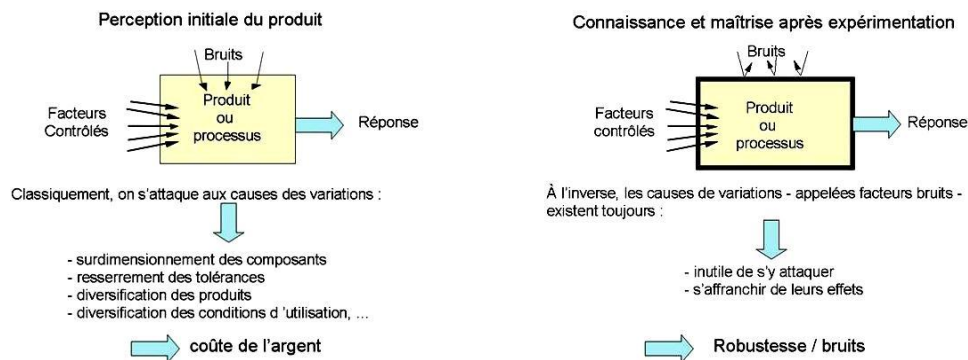 Perception initiale du produit
Bruits
Facteurs
Contrôlés
Produit
ou
processus
Réponse
Classiquement, on s'attaque aux causes des variations :
- surdimensionnement des composants
- resserrement des tolérances
- diversification des produits
- diversification des conditions d 'utilisation, ...
coûte de l'argent
Connaissance et maîtrise après expérimentation
Bruits
Facteurs
contrôlés
Produit
ou
processus
Réponse
À l'inverse, les causes de variations - appelées facteurs bruits -
existent toujours :
- inutile de s'y attaquer
- s'affranchir de leurs effets
Robustesse / bruits